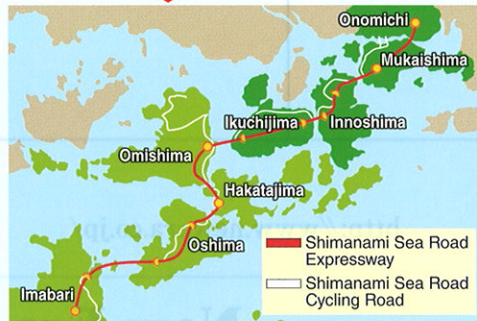 Onomichi
Mukaishima
Ikuchijima
Innoshima
Omishima
Hakatajima
Oshima
Imabari
Shimanami Sea Road
Expressway
Shimanami Sea Road
Cycling Road